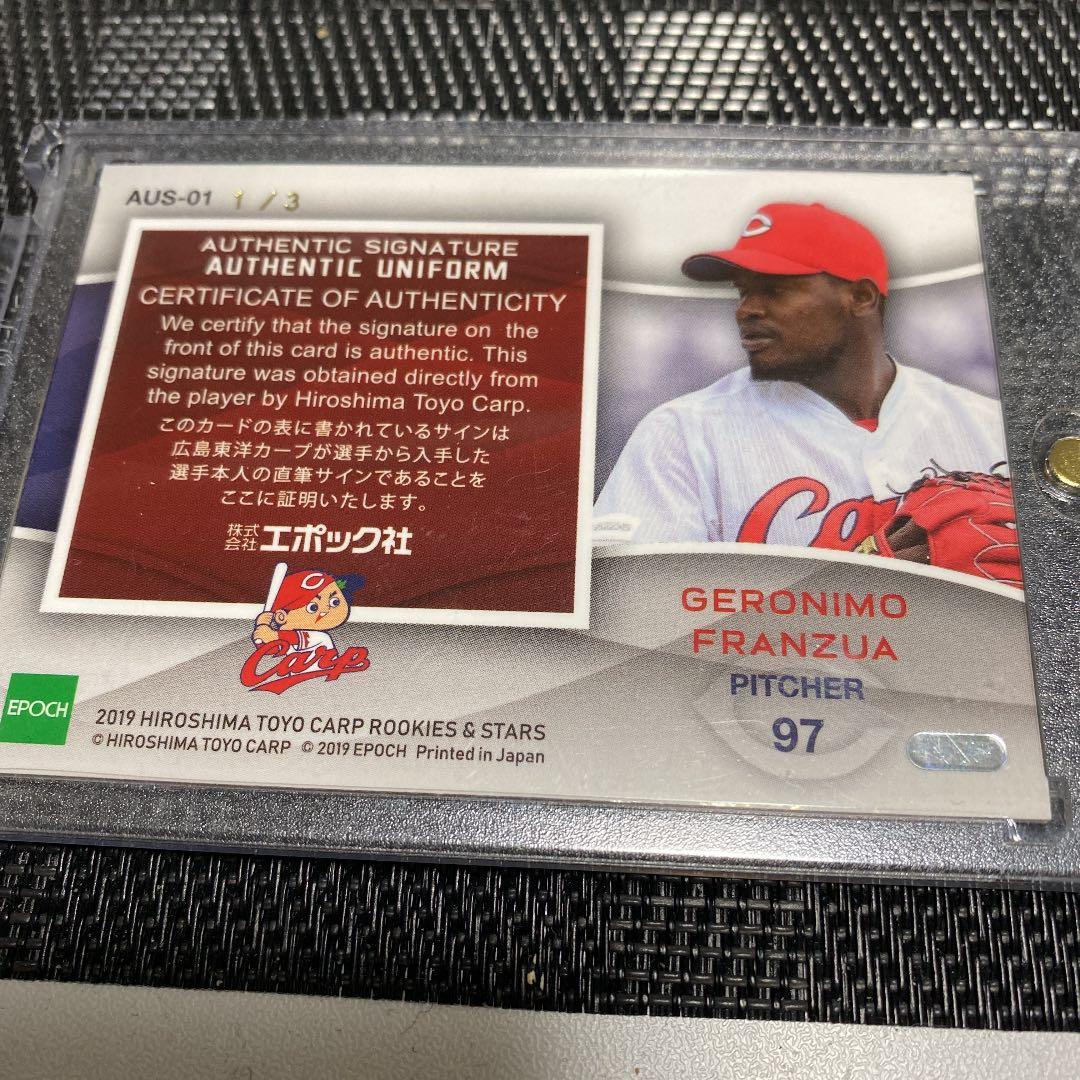 AUS-01 1 / 3
AUTHENTIC SIGNATURE
AUTHENTIC UNIFORM
CERTIFICATE OF AUTHENTICITY
We certify that the signature on the
front of this card is authentic. This
signature was obtained directly from
the player by Hiroshima Toyo Carp.
このカードの表に書かれているサインは
広島東洋カープが選手から入手した
選手本人の直筆サインであることを
ここに証明いたします。
株式会社エポック社
C
Carp
C
Ca
GERONIMO
FRANZUA
PITCHER
97
EPOCH
2019 HIROSHIMA TOYO CARP ROOKIES & STARS
© HIROSHIMA TOYO CARP © 2019 EPOCH Printed in Japan